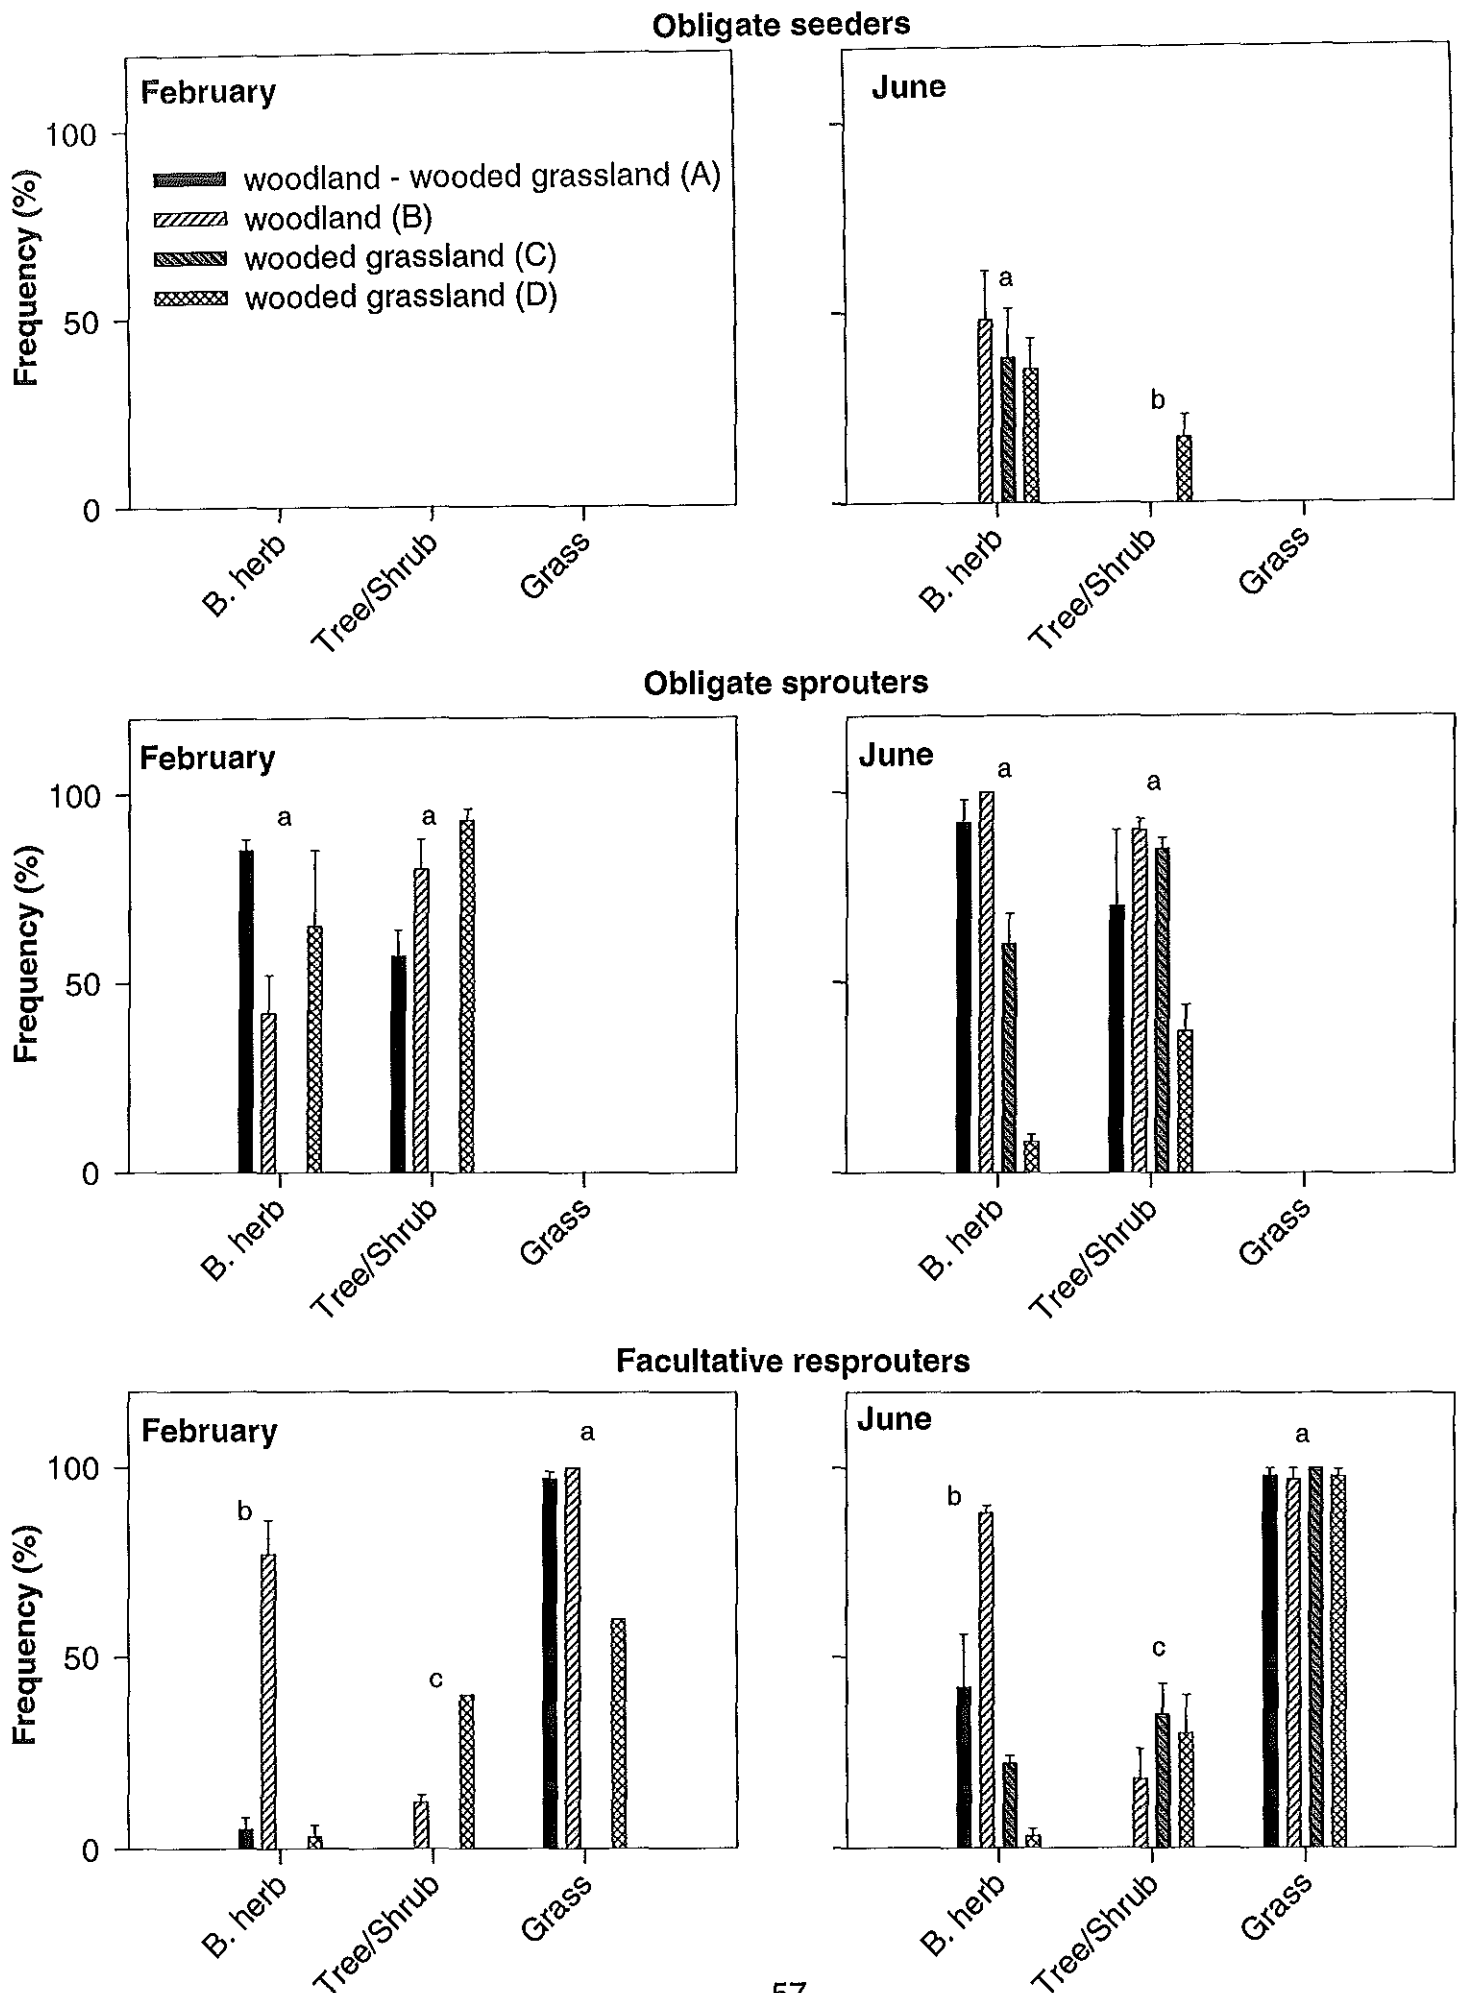 Obligate seeders
February
June
100
50
0
Frequency (%)
woodland - wooded grassland (A)
woodland (B)
wooded grassland (C)
wooded grassland (D)
a
b
B. herb
Tree/Shrub
Grass
B. herb
Tree/Shrub
Grass
Obligate sprouters
February
June
100
50
0
Frequency (%)
a
a
a
a
B. herb
Tree/Shrub
Grass
B. herb
Tree/Shrub
Grass
Facultative resprouters
February
June
100
50
0
Frequency (%)
b
c
a
b
c
a
B. herb
Tree/Shrub
Grass
B. herb
Tree/Shrub
Grass
57